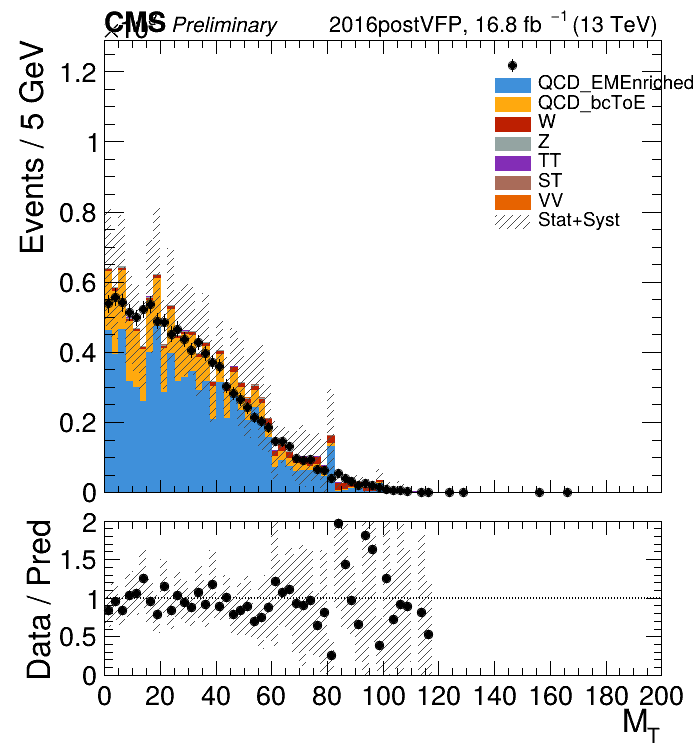 CMS Preliminary 2016postVFP, 16.8 fb ⁻¹ (13 TeV)
Events / 5 GeV
1.2
1
0.8
0.6
0.4
0.2
0
QCD_EMEnriched
QCD_bcToE
W
Z
TT
ST
VV
Stat+Syst
Data / Pred
2
1.5
1
0.5
0
0 20 40 60 80 100 120 140 160 180 200
M_T